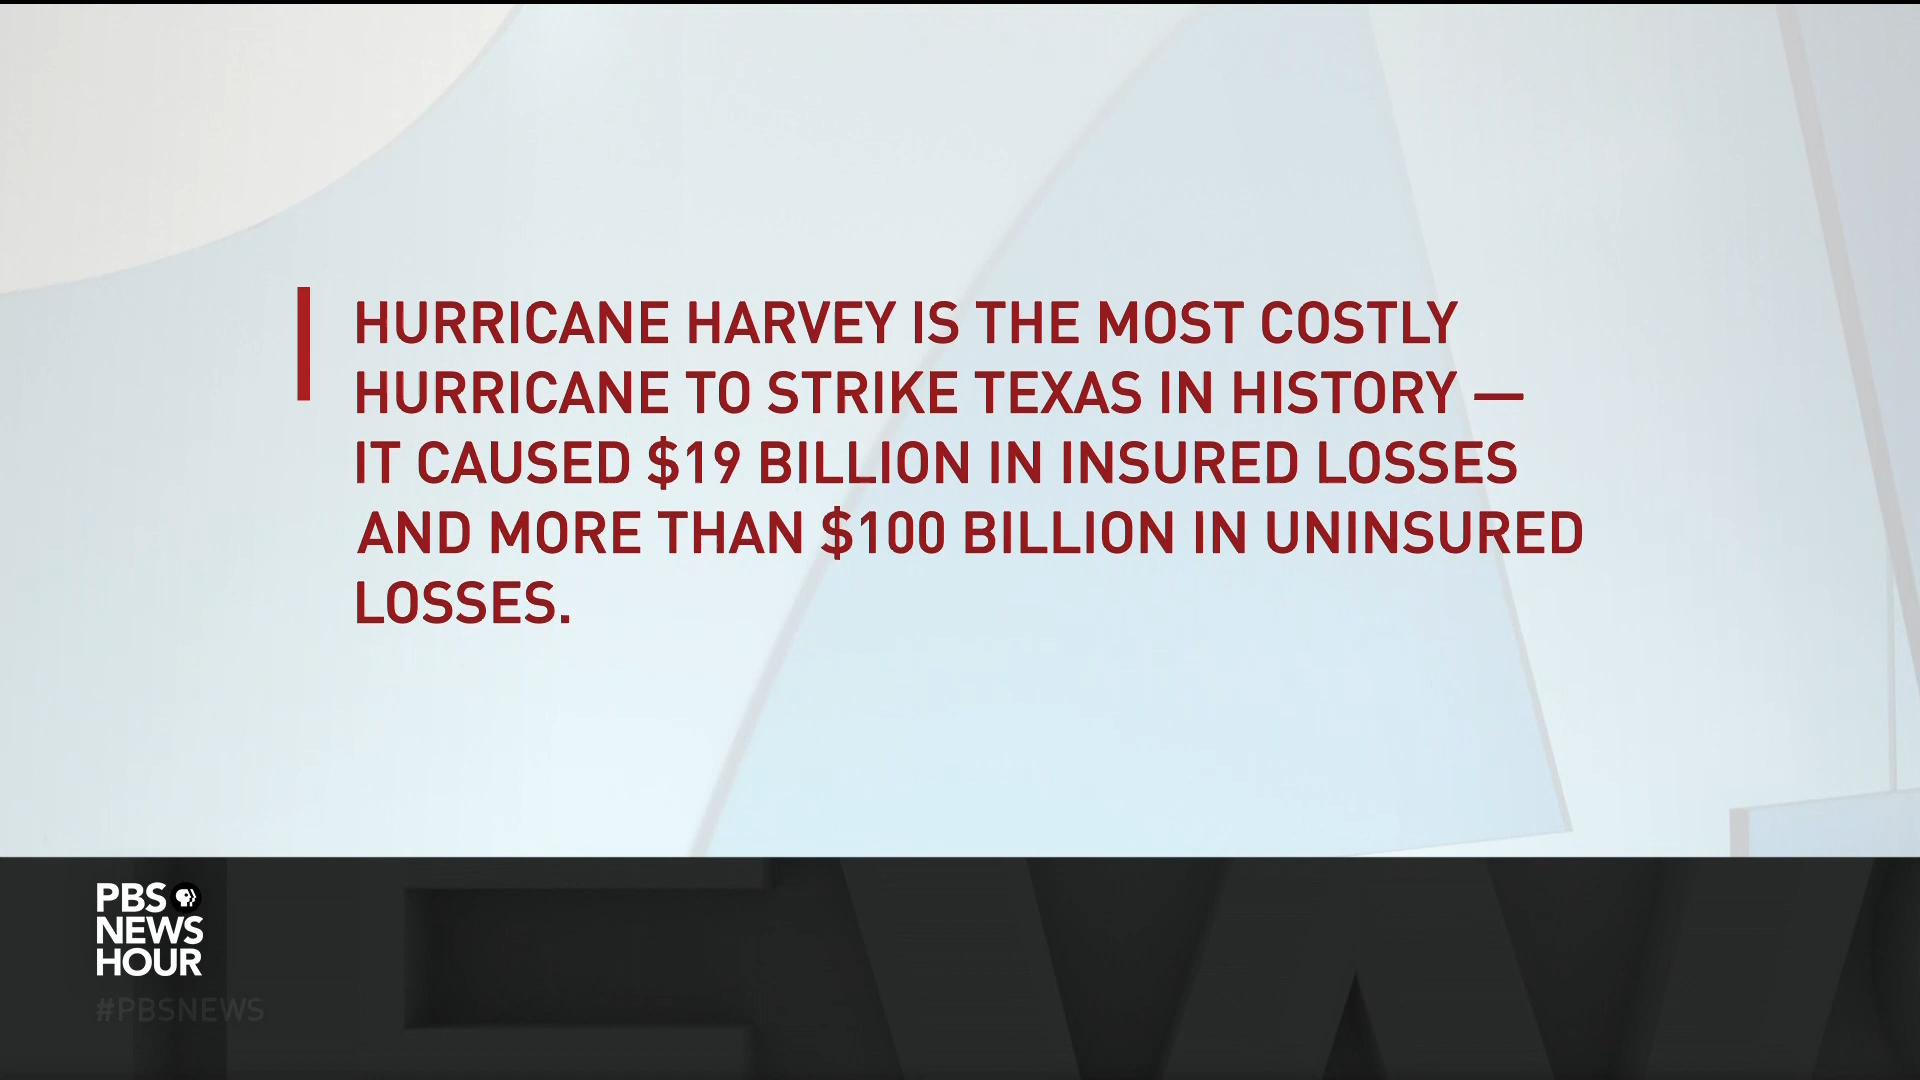 HURRICANE HARVEY IS THE MOST COSTLY
HURRICANE TO STRIKE TEXAS IN HISTORY —
IT CAUSED $19 BILLION IN INSURED LOSSES
AND MORE THAN $100 BILLION IN UNINSURED
LOSSES.
PBS
NEWS
HOUR
#PBSNEWS